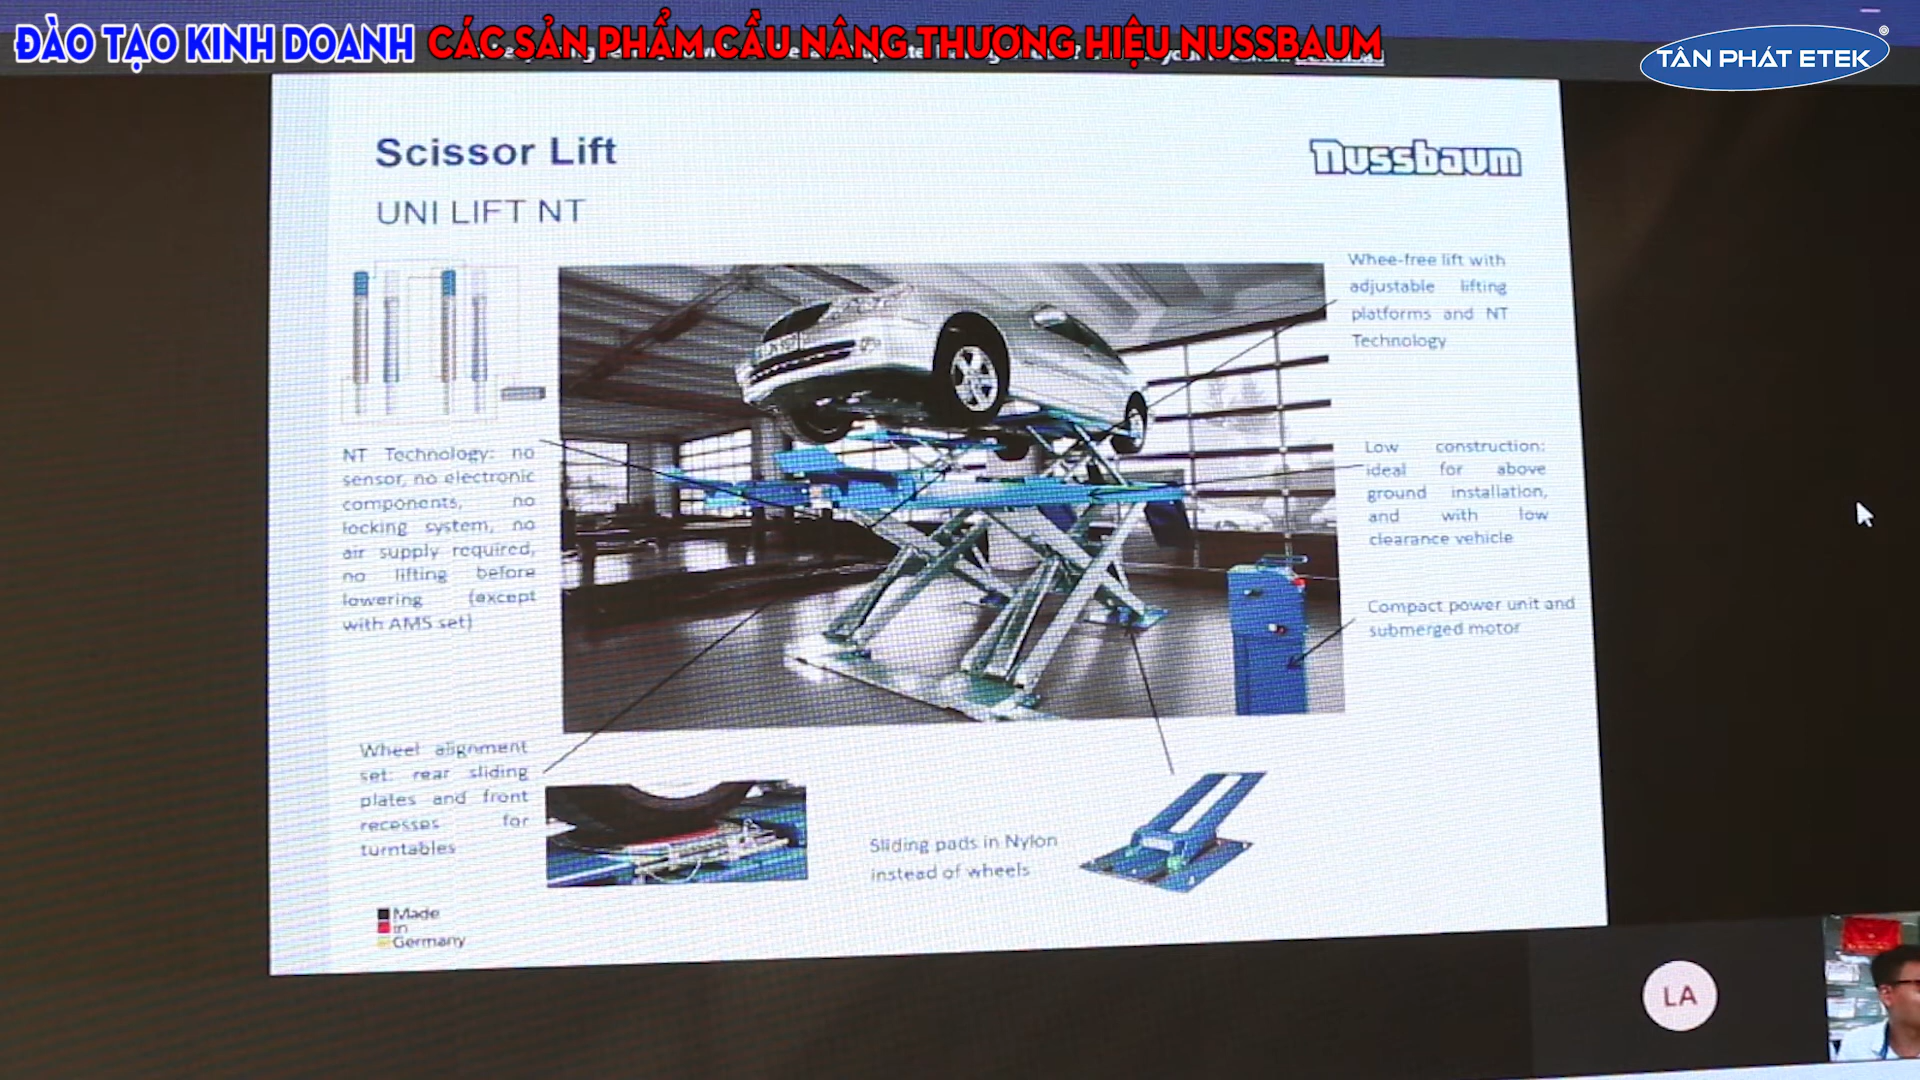 ĐÀO TẠO KINH DOANH CÁC SẢN PHẨM CẦU NÂNG THƯƠNG HIỆU NUSSBAUM
TÂN PHÁT ETEK
®
Scissor Lift
Nussbaum
UNI LIFT NT
Whee-free lift with
adjustable lifting
platforms and NT
Technology
NT Technology: no
sensor, no electronic
components, no
locking system, no
air supply required,
no lifting before
lowering (except
with AMS set)
Low construction:
ideal for above
ground installation,
and with low
clearance vehicle
Compact power unit and
submerged motor
Wheel alignment
set: rear sliding
plates and front
recesses for
turntables
Sliding pads in Nylon
instead of wheels
Made
in
Germany
LA